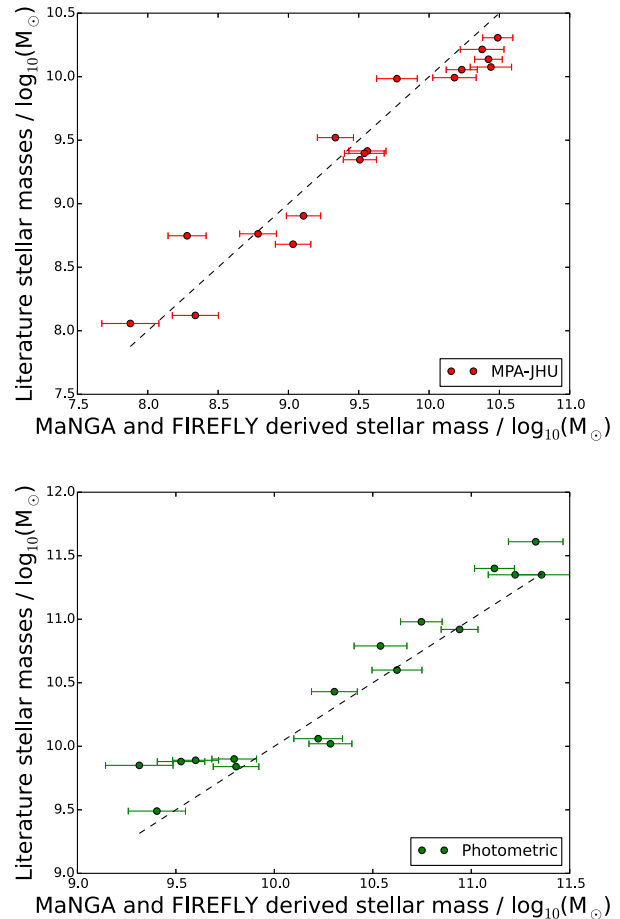 10.5
10.0
9.5
9.0
8.5
8.0
7.5
Literature stellar masses / log₁₀(M☉)
7.5 8.0 8.5 9.0 9.5 10.0 10.5 11.0
MaNGA and FIREFLY derived stellar mass / log₁₀(M☉)
MPA-JHU
12.0
11.5
11.0
10.5
10.0
9.5
9.0
Literature stellar masses / log₁₀(M☉)
9.0 9.5 10.0 10.5 11.0 11.5
MaNGA and FIREFLY derived stellar mass / log₁₀(M☉)
Photometric